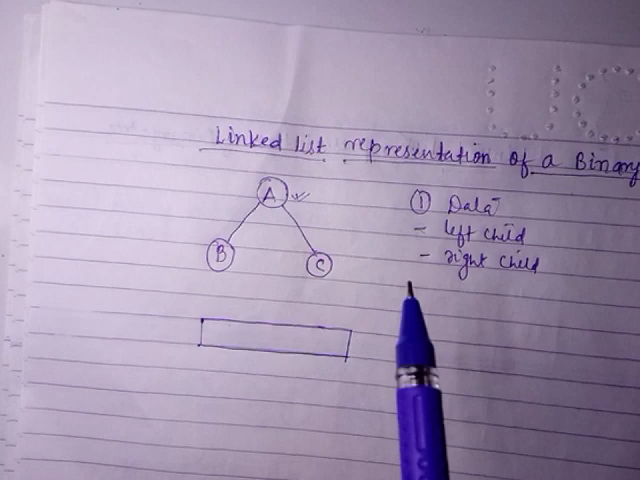 Linked list representation of a Binary
A
B
C
① Data
- left child
- right child